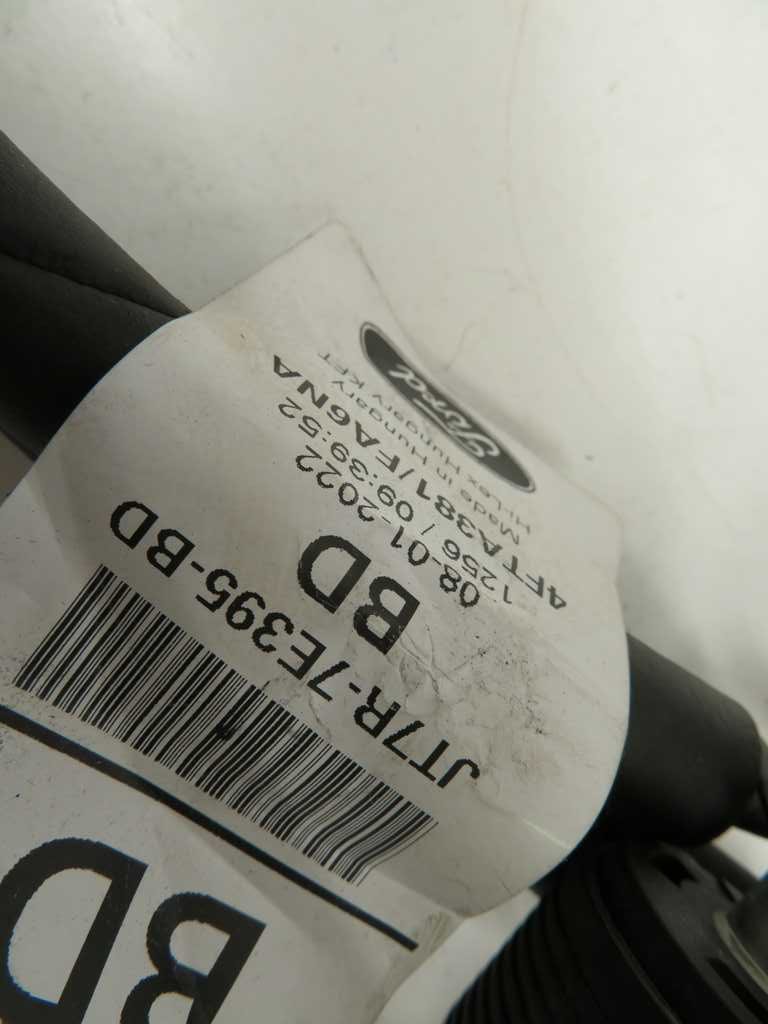 Ford
Hi-Lex Hungary KFT
Made in Hungary
4FTA381/FA6NA
1256 / 09:39:52
08-01-2022
BD
JT7R-7E395-BD
BD